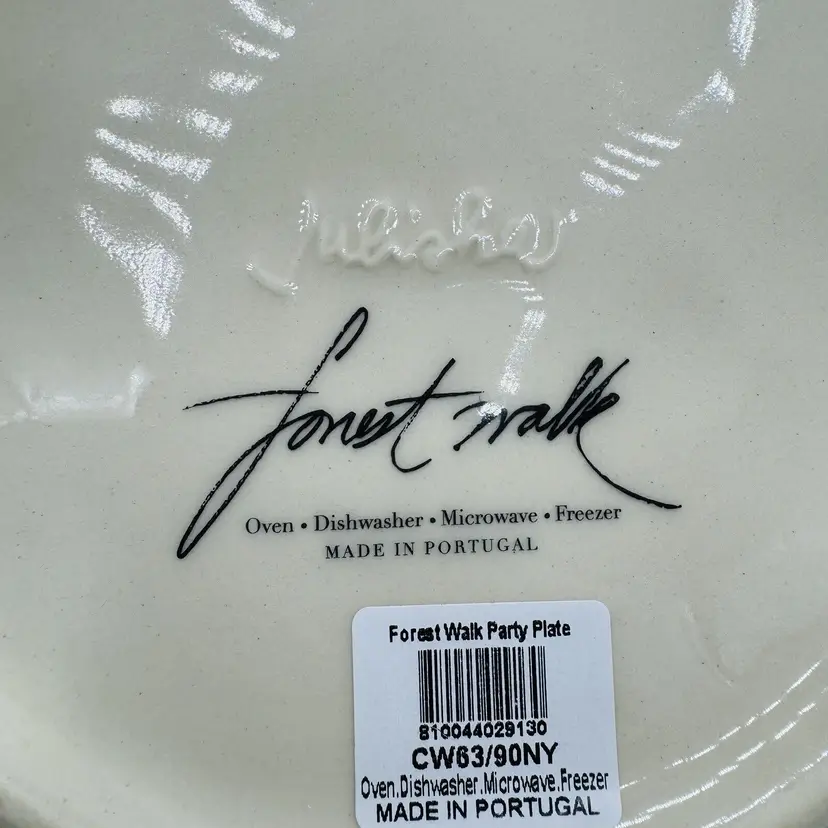 juliska
forest walk
Oven • Dishwasher • Microwave • Freezer
MADE IN PORTUGAL
Forest Walk Party Plate
810044029130
CW63/90NY
Oven.Dishwasher.Microwave.Freezer
MADE IN PORTUGAL